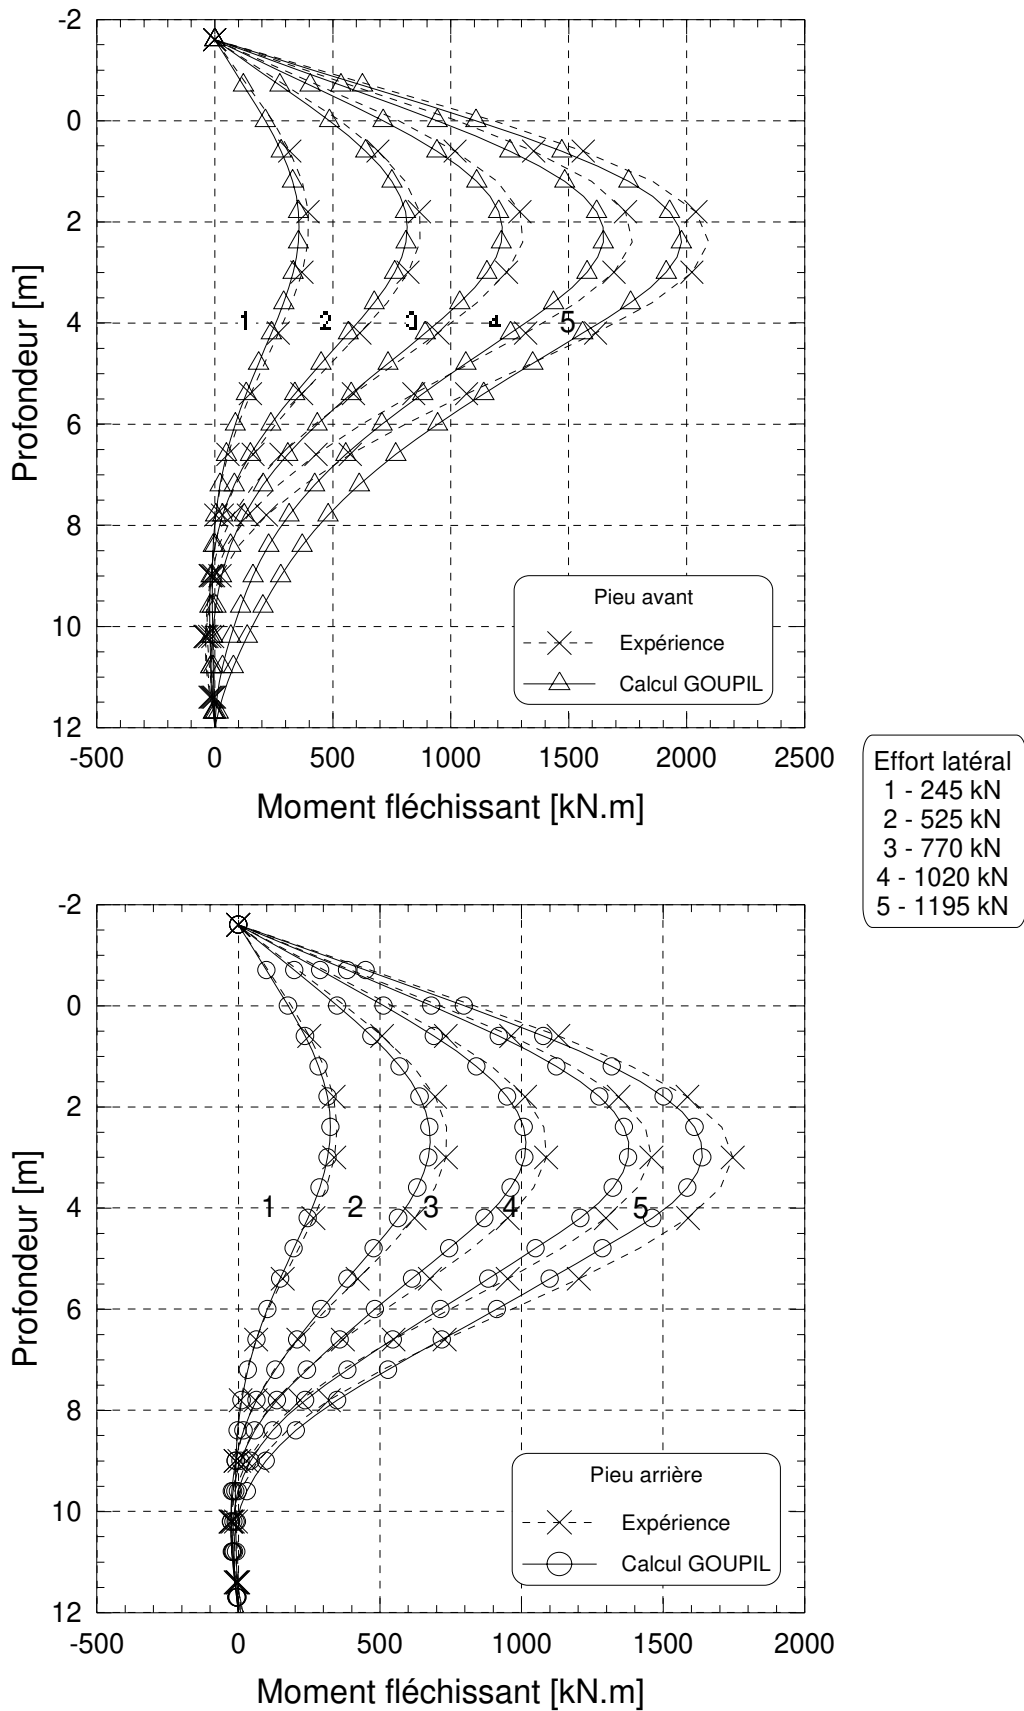 -2
0
2
4
6
8
10
12
Profondeur [m]
1
2
3
4
5
Pieu avant
Expérience
Calcul GOUPIL
-500
0
500
1000
1500
2000
2500
Moment fléchissant [kN.m]
Effort latéral
1 - 245 kN
2 - 525 kN
3 - 770 kN
4 - 1020 kN
5 - 1195 kN
-2
0
2
4
6
8
10
12
Profondeur [m]
1
2
3
4
5
Pieu arrière
Expérience
Calcul GOUPIL
-500
0
500
1000
1500
2000
Moment fléchissant [kN.m]